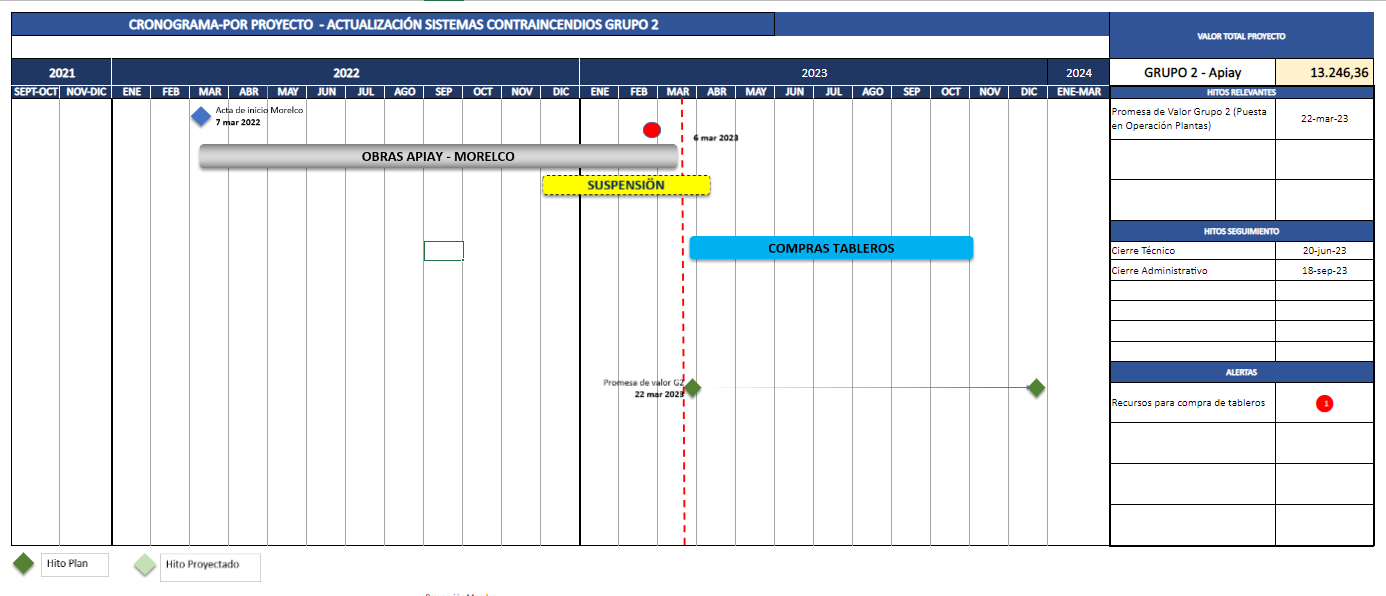 CRONOGRAMA-POR PROYECTO - ACTUALIZACIÓN SISTEMAS CONTRAINCENDIOS GRUPO 2
VALOR TOTAL PROYECTO
2021 2022 2023 2024
GRUPO 2 - Apiay 13.246,36
SEPT-OCT NOV-DIC ENE FEB MAR ABR MAY JUN JUL AGO SEP OCT NOV DIC ENE FEB MAR ABR MAY JUN JUL AGO SEP OCT NOV DIC ENE-MAR
HITOS RELEVANTES
Acta de inicio Morelco
7 mar 2022
6 mar 2023
Promesa de Valor Grupo 2 (Puesta
en Operación Plantas)
22-mar-23
OBRAS APIAY - MORELCO
SUSPENSIÖN
COMPRAS TABLEROS
HITOS SEGUIMIENTO
Cierre Técnico 20-jun-23
Cierre Administrativo 18-sep-23
Promesa de valor G2
22 mar 2023
ALERTAS
Recursos para compra de tableros 1
Hito Plan
Hito Proyectado